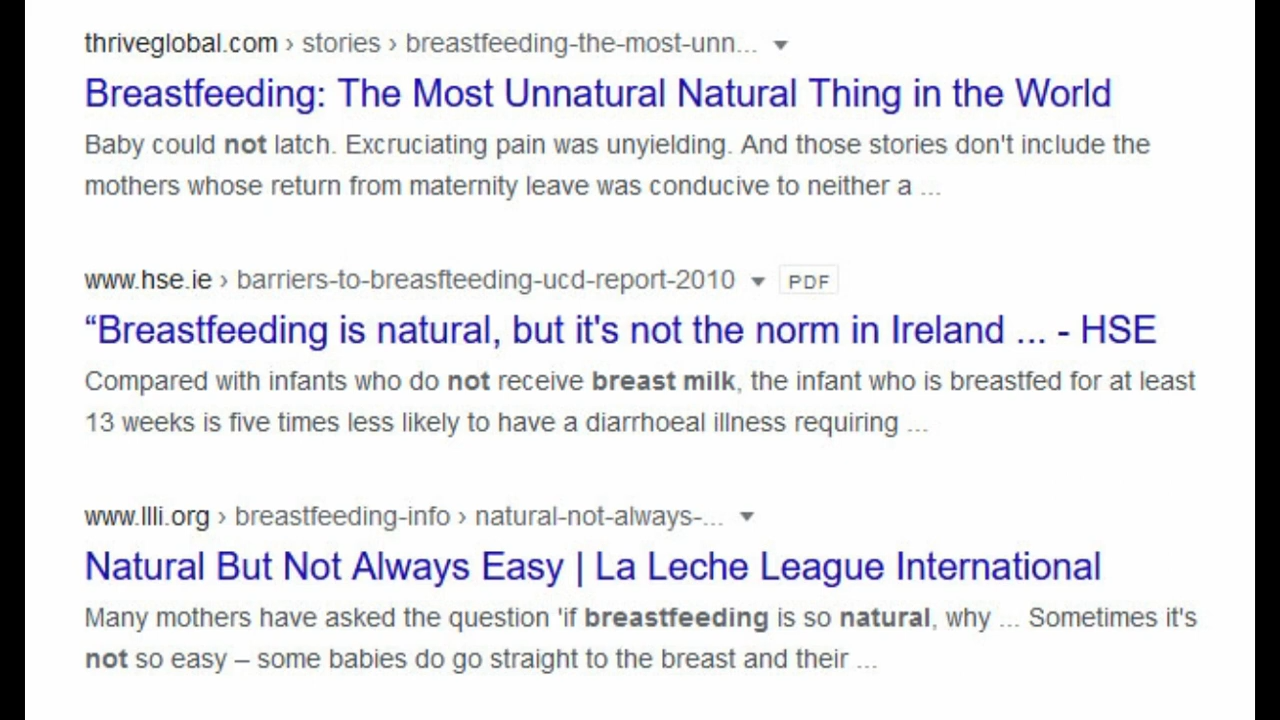 thriveglobal.com › stories › breastfeeding-the-most-unn...
Breastfeeding: The Most Unnatural Natural Thing in the World
Baby could not latch. Excruciating pain was unyielding. And those stories don't include the
mothers whose return from maternity leave was conducive to neither a ...
www.hse.ie › barriers-to-breasfteeding-ucd-report-2010 PDF
“Breastfeeding is natural, but it's not the norm in Ireland ... - HSE
Compared with infants who do not receive breast milk, the infant who is breastfed for at least
13 weeks is five times less likely to have a diarrhoeal illness requiring ...
www.llli.org › breastfeeding-info › natural-not-always-...
Natural But Not Always Easy | La Leche League International
Many mothers have asked the question 'if breastfeeding is so natural, why ... Sometimes it's
not so easy – some babies do go straight to the breast and their ...